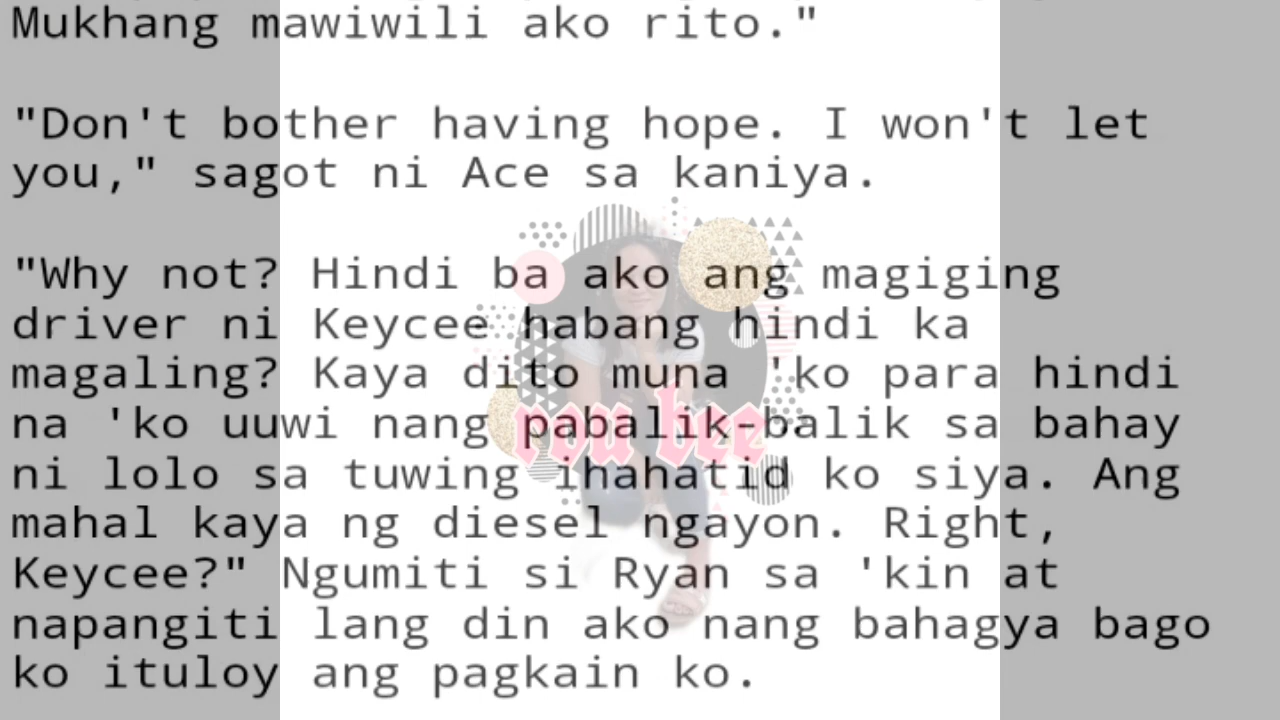 Mukhang mawiwili ako rito."
"Don't bother having hope. I won't let
you," sagot ni Ace sa kaniya.
"Why not? Hindi ba ako ang magiging
driver ni Keycee habang hindi ka
magaling? Kaya dito muna 'ko para hindi
na 'ko uuwi nang pabalik-balik sa bahay
ni lolo sa tuwing ihahatid ko siya. Ang
mahal kaya ng diesel ngayon. Right,
Keycee?" Ngumiti si Ryan sa 'kin at
napangiti lang din ako nang bahagya bago
ko ituloy ang pagkain ko.
rou bee